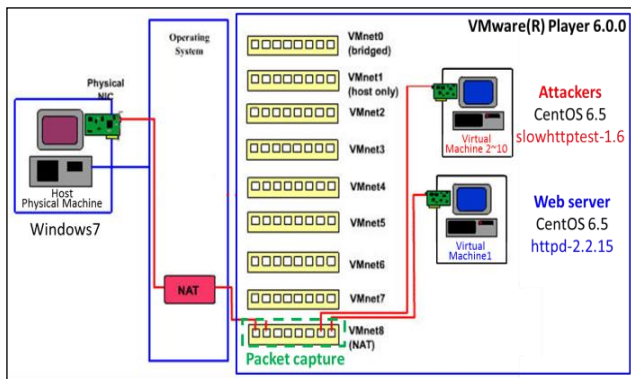 VMware(R) Player 6.0.0
Operating
System
Physical
NIC
Host
Physical Machine
Windows7
NAT
VMnet0
(bridged)
VMnet1
(host only)
VMnet2
VMnet3
VMnet4
VMnet5
VMnet6
VMnet7
VMnet8
(NAT)
Packet capture
Virtual
Machine 2~10
Attackers
CentOS 6.5
slowhttptest-1.6
Virtual
Machine1
Web server
CentOS 6.5
httpd-2.2.15